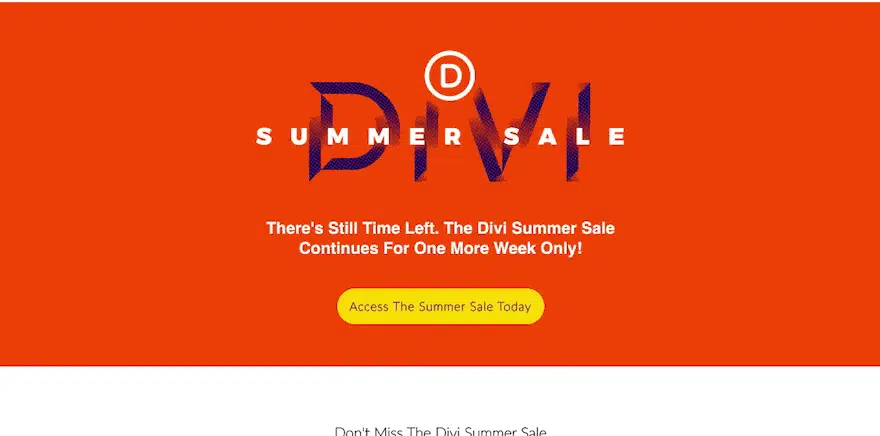 D
DIVI
SUMMER SALE
There's Still Time Left. The Divi Summer Sale
Continues For One More Week Only!
Access The Summer Sale Today
Don't Miss The Divi Summer Sale